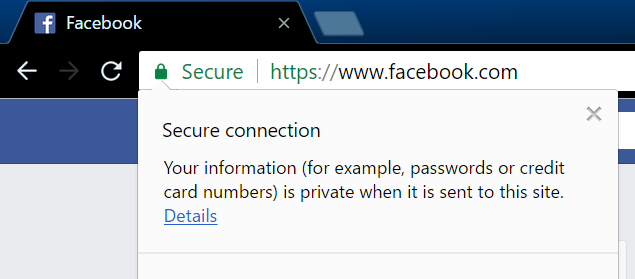 Facebook
Secure https://www.facebook.com
Secure connection
Your information (for example, passwords or credit
card numbers) is private when it is sent to this site.
Details